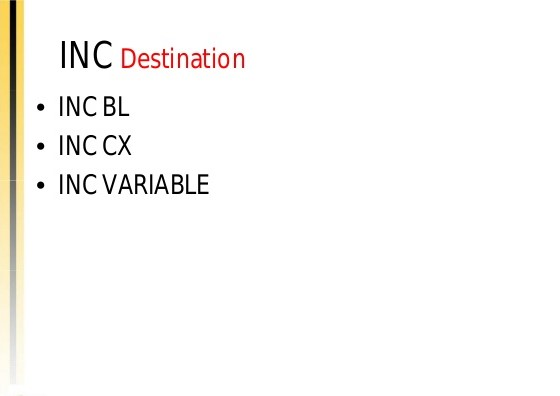 INC Destination
• INC BL
• INC CX
• INC VARIABLE